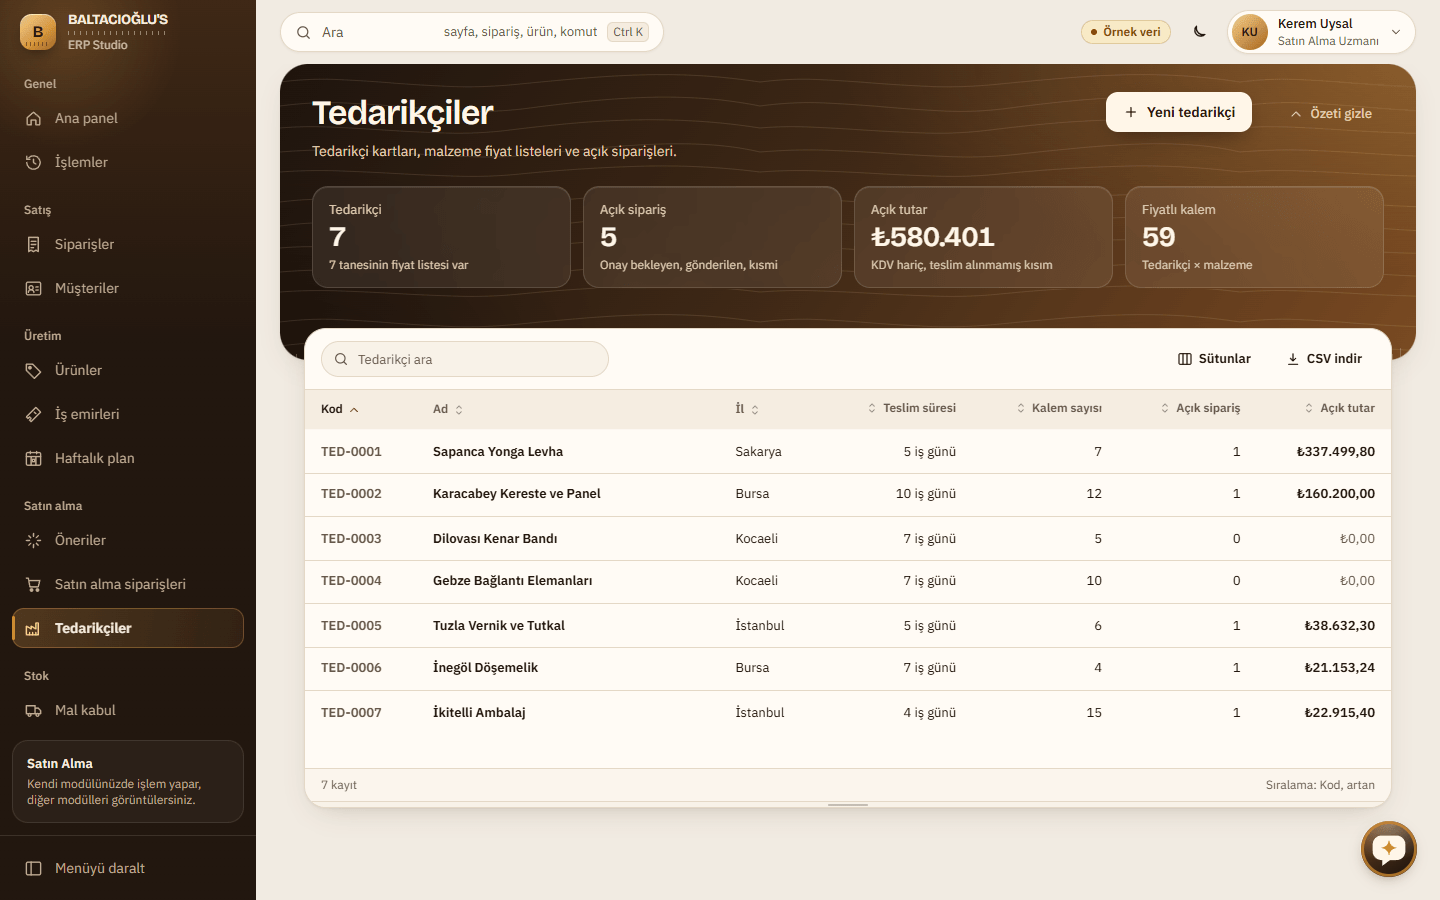 B
BALTACIOĞLU'S
ERP Studio
Genel
Ana panel
İşlemler
Satış
Siparişler
Müşteriler
Üretim
Ürünler
İş emirleri
Haftalık plan
Satın alma
Öneriler
Satın alma siparişleri
Tedarikçiler
Stok
Mal kabul
Satın Alma
Kendi modülünüzde işlem yapar,
diğer modülleri görüntülersiniz.
Menüyü daralt
Ara sayfa, sipariş, ürün, komut Ctrl K
Örnek veri
KU
Kerem Uysal
Satın Alma Uzmanı
Tedarikçiler
Tedarikçi kartları, malzeme fiyat listeleri ve açık siparişleri.
Yeni tedarikçi
Özeti gizle
Tedarikçi
7
7 tanesinin fiyat listesi var
Açık sipariş
5
Onay bekleyen, gönderilen, kısmi
Açık tutar
₺580.401
KDV hariç, teslim alınmamış kısım
Fiyatlı kalem
59
Tedarikçi × malzeme
Tedarikçi ara
Sütunlar
CSV indir
Kod Ad İl Teslim süresi Kalem sayısı Açık sipariş Açık tutar
TED-0001 Sapanca Yonga Levha Sakarya 5 iş günü 7 1 ₺337.499,80
TED-0002 Karacabey Kereste ve Panel Bursa 10 iş günü 12 1 ₺160.200,00
TED-0003 Dilovası Kenar Bandı Kocaeli 7 iş günü 5 0 ₺0,00
TED-0004 Gebze Bağlantı Elemanları Kocaeli 7 iş günü 10 0 ₺0,00
TED-0005 Tuzla Vernik ve Tutkal İstanbul 5 iş günü 6 1 ₺38.632,30
TED-0006 İnegöl Döşemelik Bursa 7 iş günü 4 1 ₺21.153,24
TED-0007 İkitelli Ambalaj İstanbul 4 iş günü 15 1 ₺22.915,40
7 kayıt
Sıralama: Kod, artan